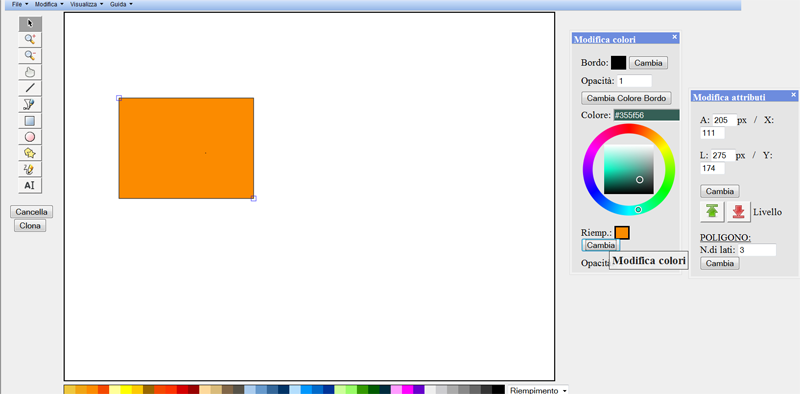 File Modifica Visualizza Guida
AI
Cancella
Clona
Modifica colori
Bordo: Cambia
Opacità: 1
Cambia Colore Bordo
Colore: #355f56
Riemp.:
Cambia
Opacità
Modifica colori
Modifica attributi
A: 205 px / X:
111
L: 275 px / Y:
174
Cambia
Livello
POLIGONO:
N.di lati: 3
Cambia
Riempimento